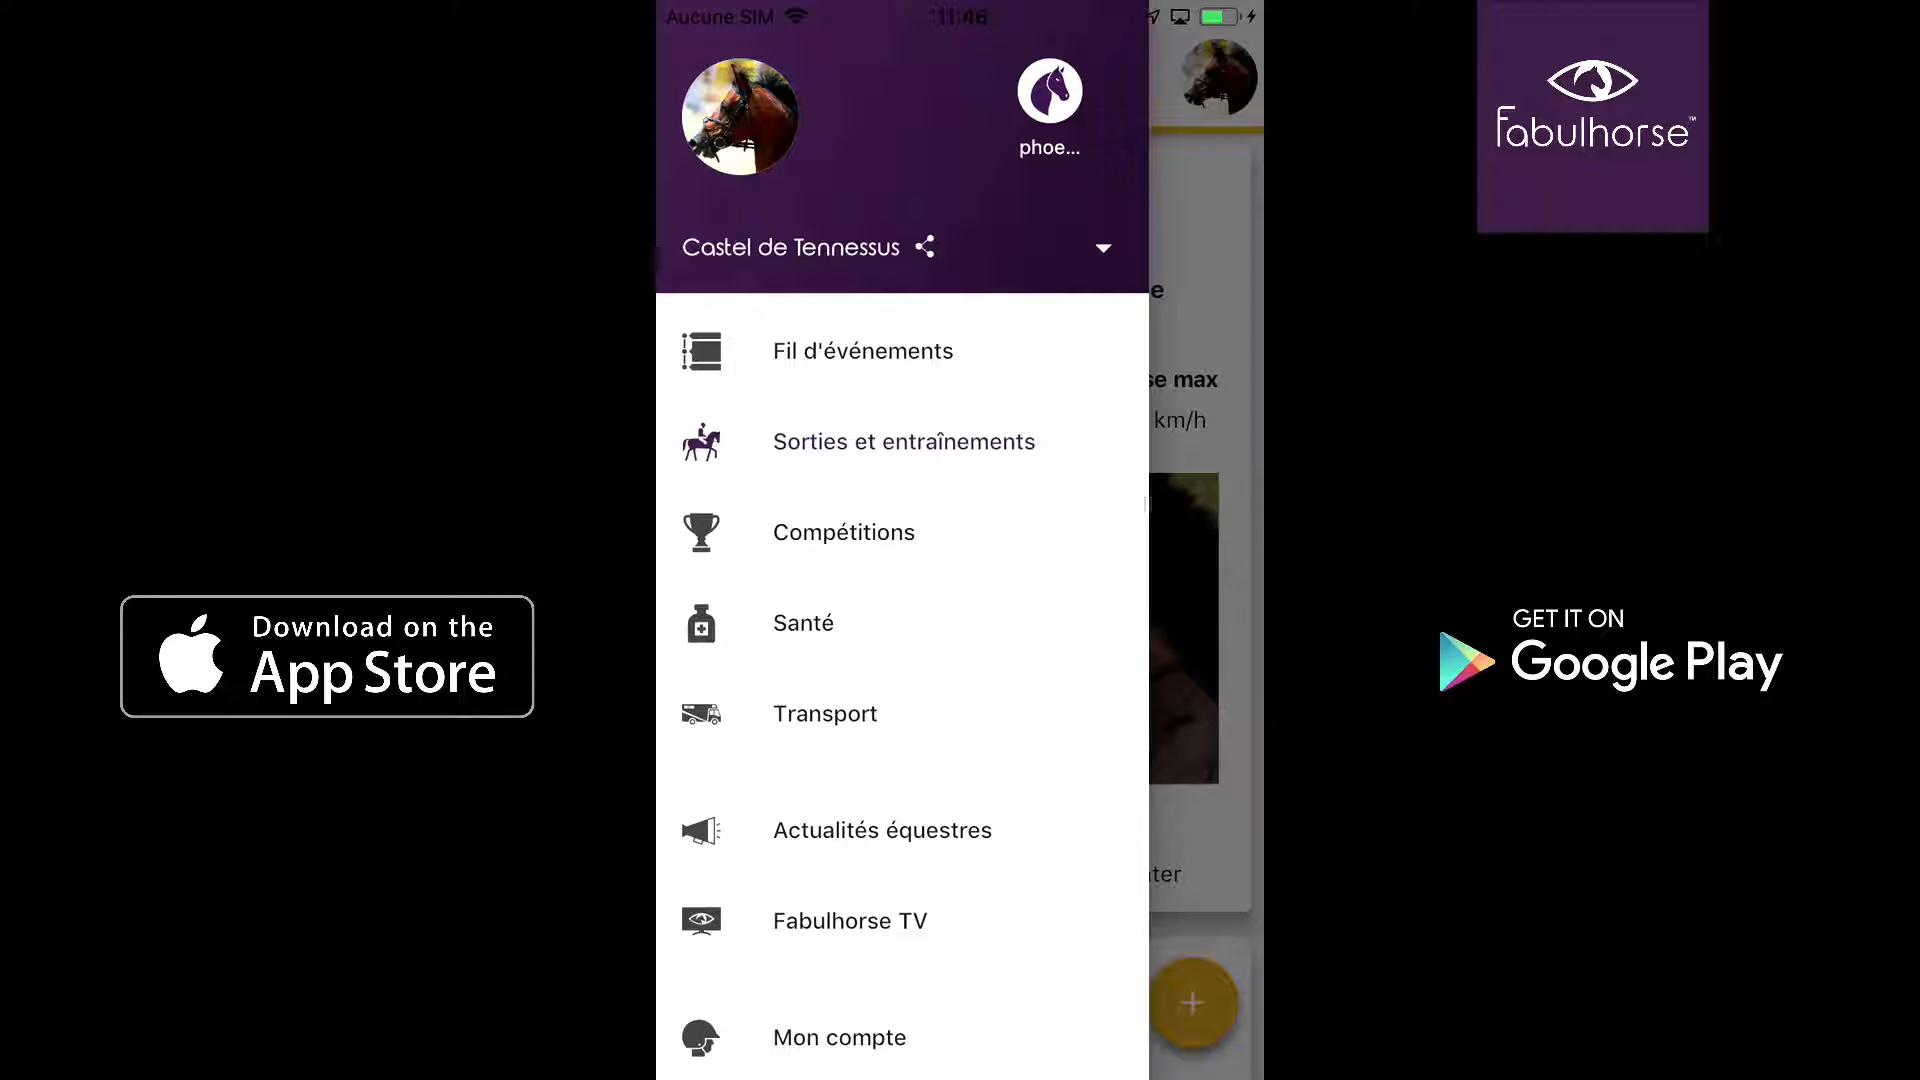 Aucune SIM
11:46
phoe...
Castel de Tennessus
Fil d'événements
Sorties et entraînements
Compétitions
Santé
Transport
Actualités équestres
Fabulhorse TV
Mon compte
e
se max
km/h
ter
Download on the
App Store
Fabulhorse™
GET IT ON
Google Play